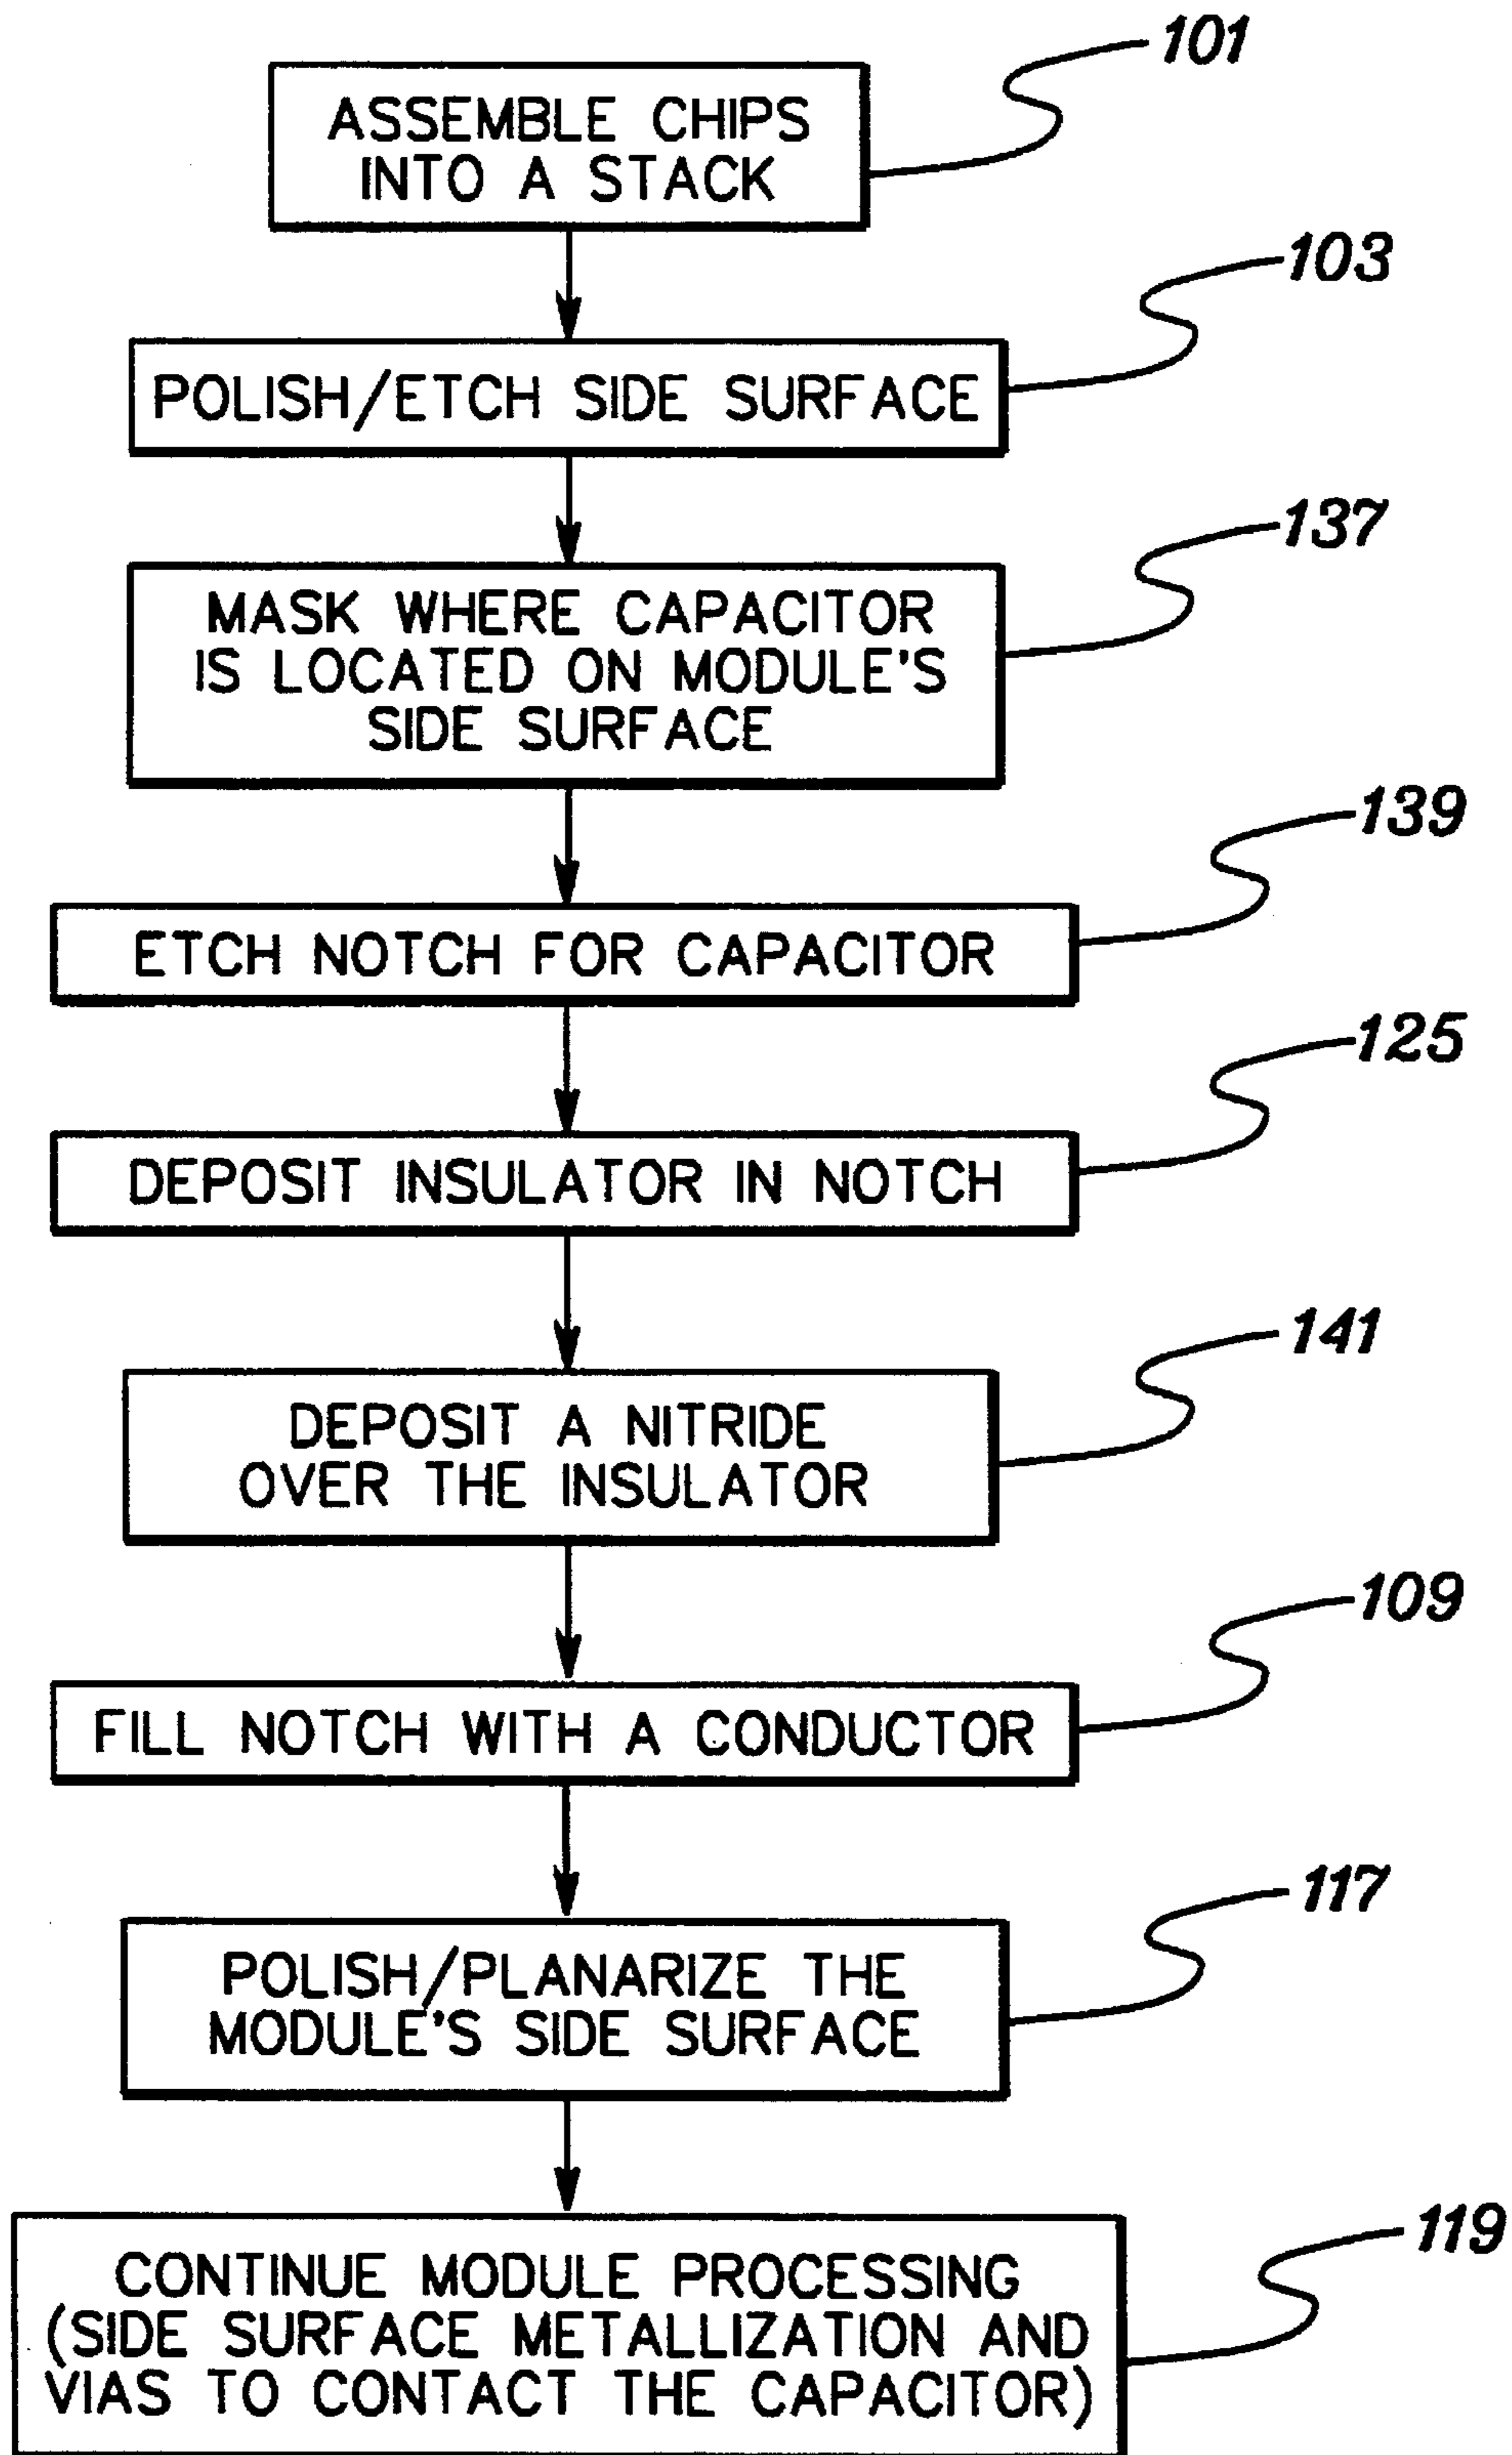 101
ASSEMBLE CHIPS
INTO A STACK
103
POLISH/ETCH SIDE SURFACE
137
MASK WHERE CAPACITOR
IS LOCATED ON MODULE'S
SIDE SURFACE
139
ETCH NOTCH FOR CAPACITOR
125
DEPOSIT INSULATOR IN NOTCH
141
DEPOSIT A NITRIDE
OVER THE INSULATOR
109
FILL NOTCH WITH A CONDUCTOR
117
POLISH/PLANARIZE THE
MODULE'S SIDE SURFACE
119
CONTINUE MODULE PROCESSING
(SIDE SURFACE METALLIZATION AND
VIAS TO CONTACT THE CAPACITOR)